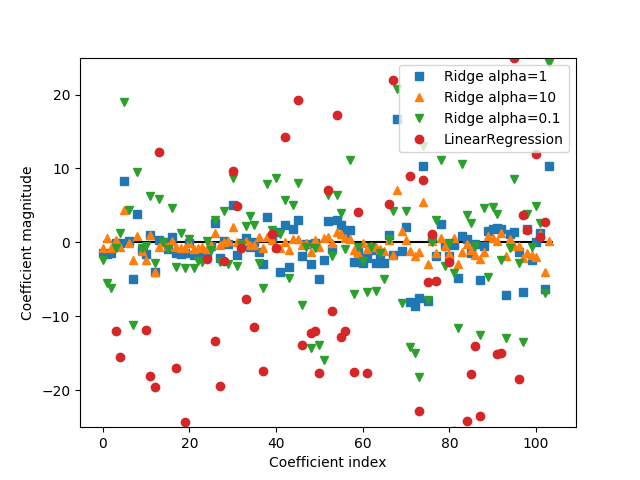 Ridge alpha=1
Ridge alpha=10
Ridge alpha=0.1
LinearRegression
20
10
0
−10
−20
Coefficient magnitude
0 20 40 60 80 100
Coefficient index